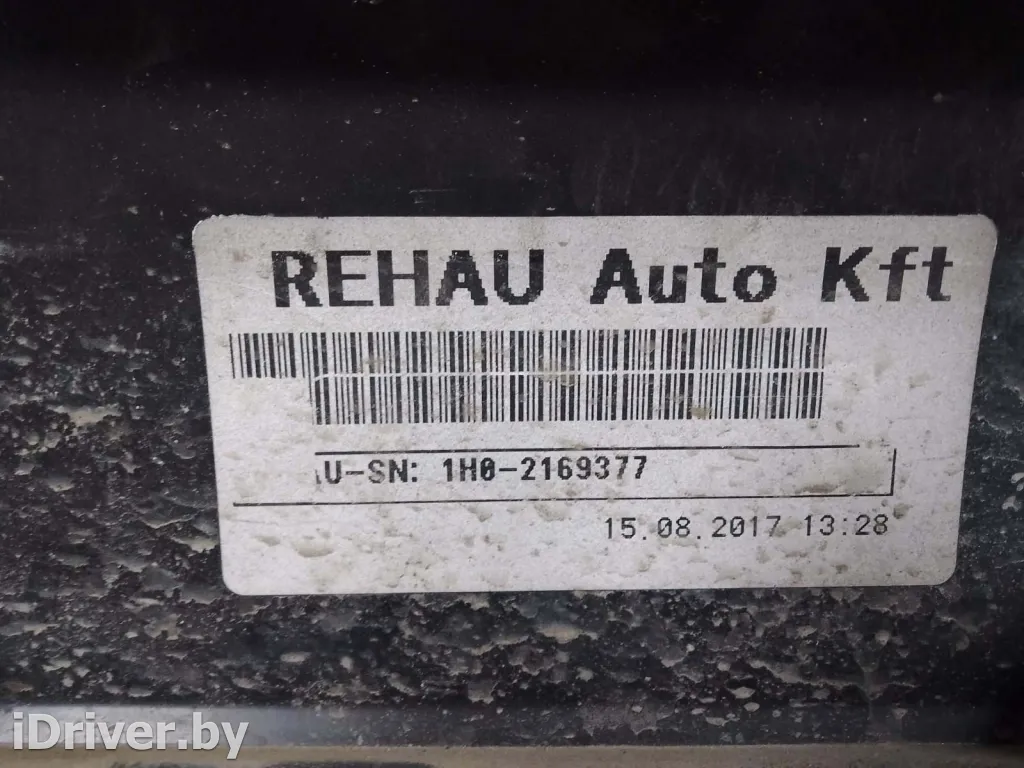 REHAU Auto Kft
U-SN: 1H0-2169377
15.08.2017 13:28
iDriver.by